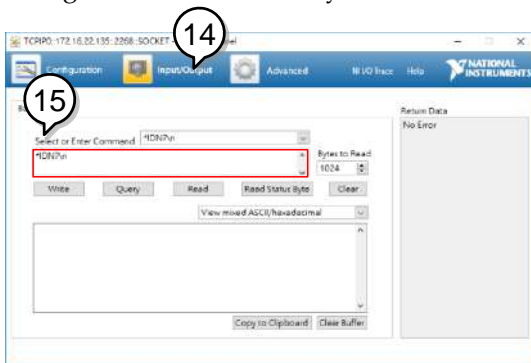 TCPIP0::172.16.22.135::2268::SOCKET -
14
Configuration Input/Output Advanced NI I/O Trace Help NATIONAL INSTRUMENTS
15
Return Data
No Error
Select or Enter Command *IDN?\n
*IDN?\n
Bytes to Read
1024
Write Query Read Read Status Byte Clear
View mixed ASCII/hexadecimal
Copy to Clipboard Clear Buffer